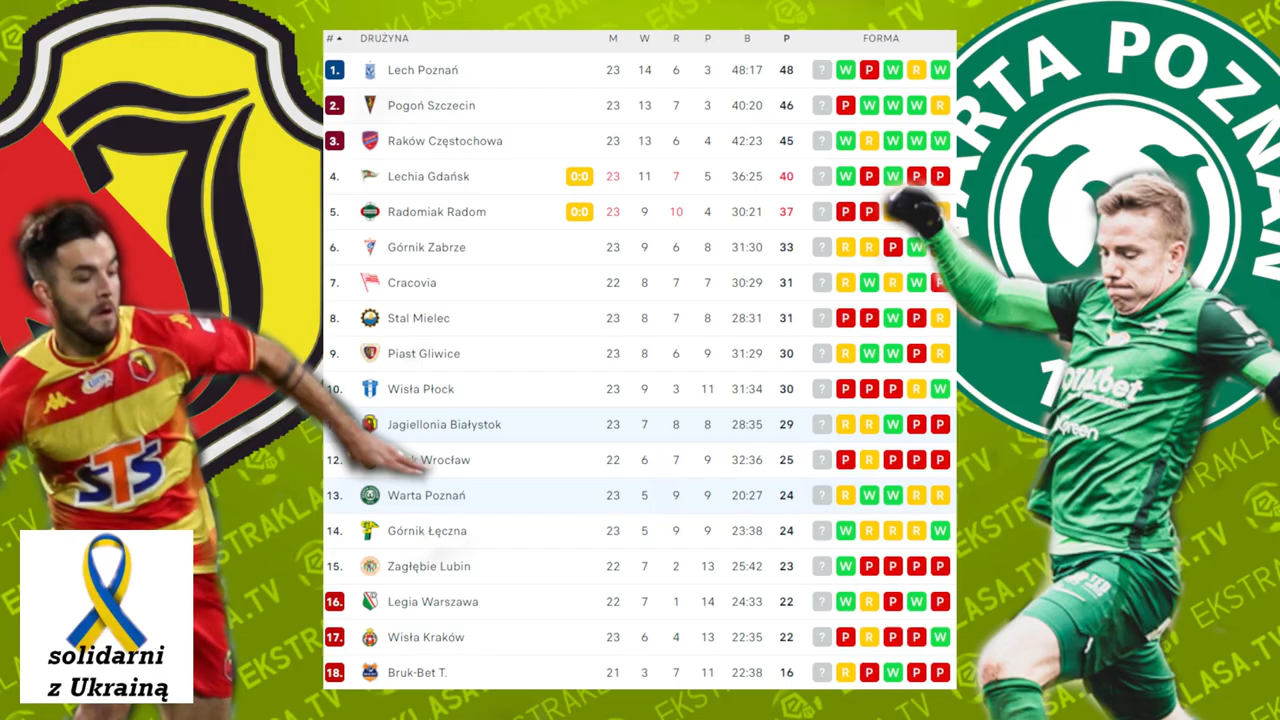 # DRUŻYNA M W R P B P FORMA
1. Lech Poznań 23 14 6 3 48:17 48 ? W P W R W
2. Pogoń Szczecin 23 13 7 3 40:20 46 ? P W W W R
3. Raków Częstochowa 23 13 6 4 42:23 45 ? W R W W W
4. Lechia Gdańsk 0:0 23 11 7 5 36:25 40 ? W P W P P
5. Radomiak Radom 0:0 23 9 10 4 30:21 37 ? P P
6. Górnik Zabrze 23 9 6 8 31:30 33 ? R R P W
7. Cracovia 22 8 7 7 30:29 31 ? R W R W P
8. Stal Mielec 23 8 7 8 28:31 31 ? P P W P R
9. Piast Gliwice 23 8 6 9 31:29 30 ? R W W P R
10. Wisła Płock 23 9 3 11 31:34 30 ? P P P R W
Jagiellonia Białystok 23 7 8 8 28:35 29 ? R R W P P
12. Wrocław 22 6 7 9 32:36 25 ? P R P P P
13. Warta Poznań 23 5 9 9 20:27 24 ? R W W R R
14. Górnik Łęczna 23 5 9 9 23:38 24 ? W R R R W
15. Zagłębie Lubin 22 7 2 13 25:42 23 ? W P P P P
16. Legia Warszawa 22 7 1 14 24:33 22 ? W R P W P
17. Wisła Kraków 23 6 4 13 22:35 22 ? P R P P W
18. Bruk-Bet T. 21 3 7 11 22:38 16 ? R P W P P
solidarni
z Ukrainą
WARTA POZNAŃ
TOTALbet
Xgreen
STS
Kappa
EKSTRAKLASA.TV